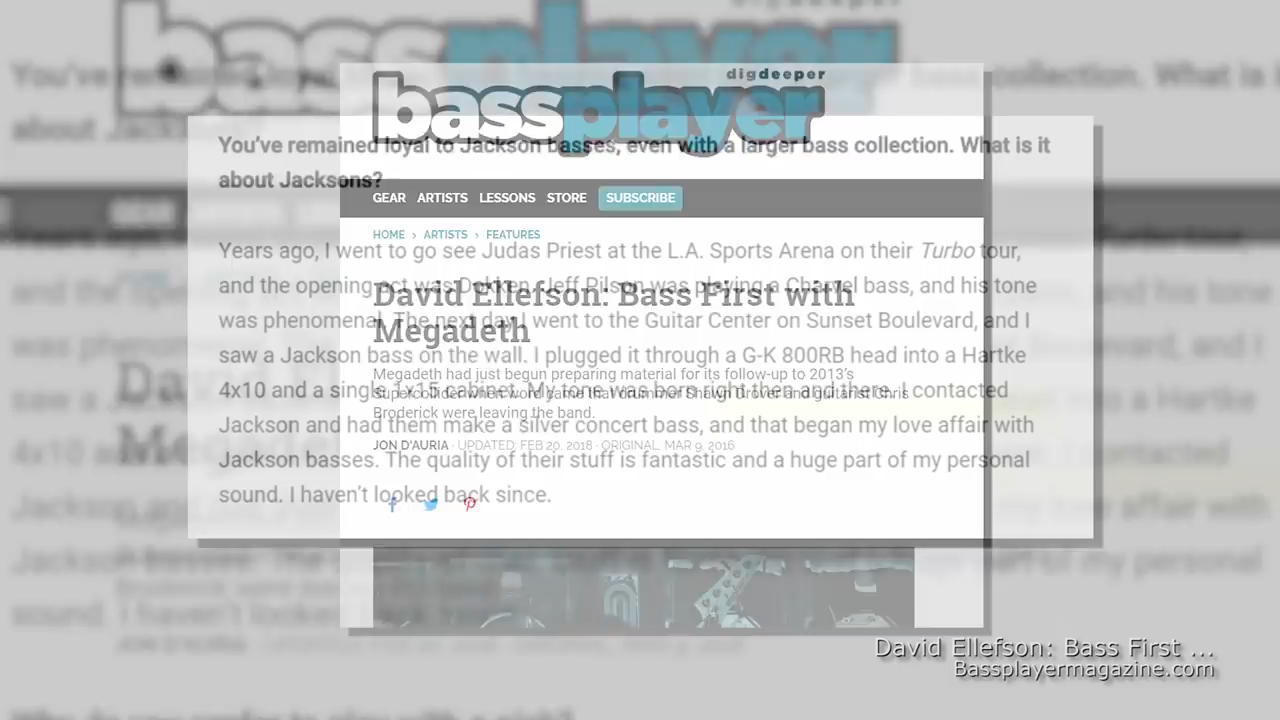 digdeeper
bassplayer
You've remained loyal to Jackson basses, even with a larger bass collection. What is it
about Jacksons?
GEAR ARTISTS LESSONS STORE SUBSCRIBE
HOME > ARTISTS > FEATURES
Years ago, I went to go see Judas Priest at the L.A. Sports Arena on their Turbo tour,
and the opening act was Dokken. Jeff Pilson was playing a Charvel bass, and his tone
David Ellefson: Bass First with
Megadeth
was phenomenal. The next day I went to the Guitar Center on Sunset Boulevard, and I
saw a Jackson bass on the wall. I plugged it through a G-K 800RB head into a Hartke
Megadeth had just begun preparing material for its follow-up to 2013's
4x10 and a single 1x15 cabinet. My tone was born right then and there. I contacted
Supercollider when word came that drummer Shawn Drover and guitarist Chris
Broderick were leaving the band.
Jackson and had them make a silver concert bass, and that began my love affair with
JON D'AURIA · UPDATED: FEB 20, 2018 · ORIGINAL: MAR 9, 2016
Jackson basses. The quality of their stuff is fantastic and a huge part of my personal
sound. I haven't looked back since.
David Ellefson: Bass First ...
Bassplayermagazine.com